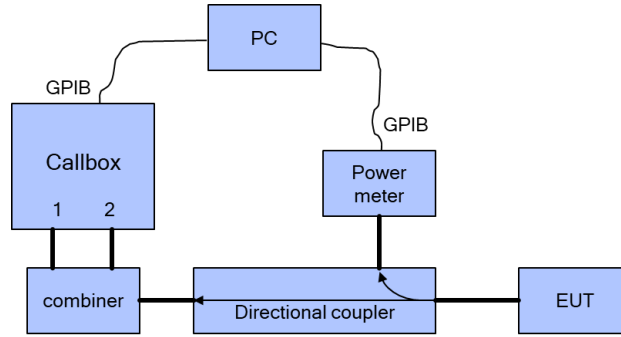 PC
GPIB
GPIB
Callbox
1 2
Power
meter
combiner
Directional coupler
EUT